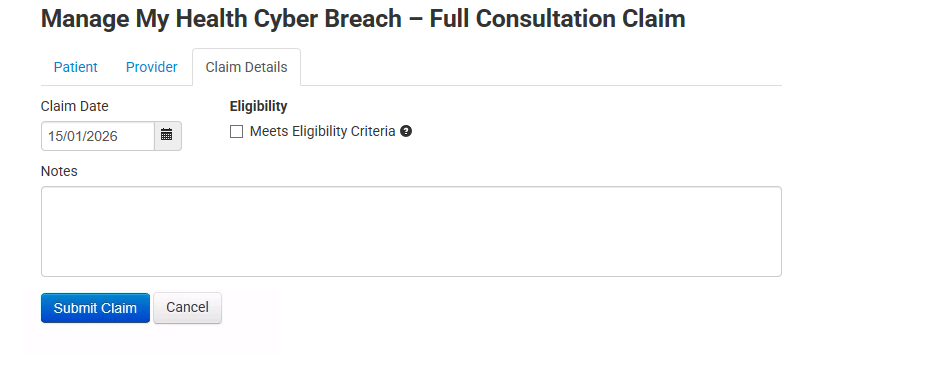 Manage My Health Cyber Breach – Full Consultation Claim
Patient Provider Claim Details
Claim Date Eligibility
15/01/2026 Meets Eligibility Criteria ?
Notes
Submit Claim Cancel